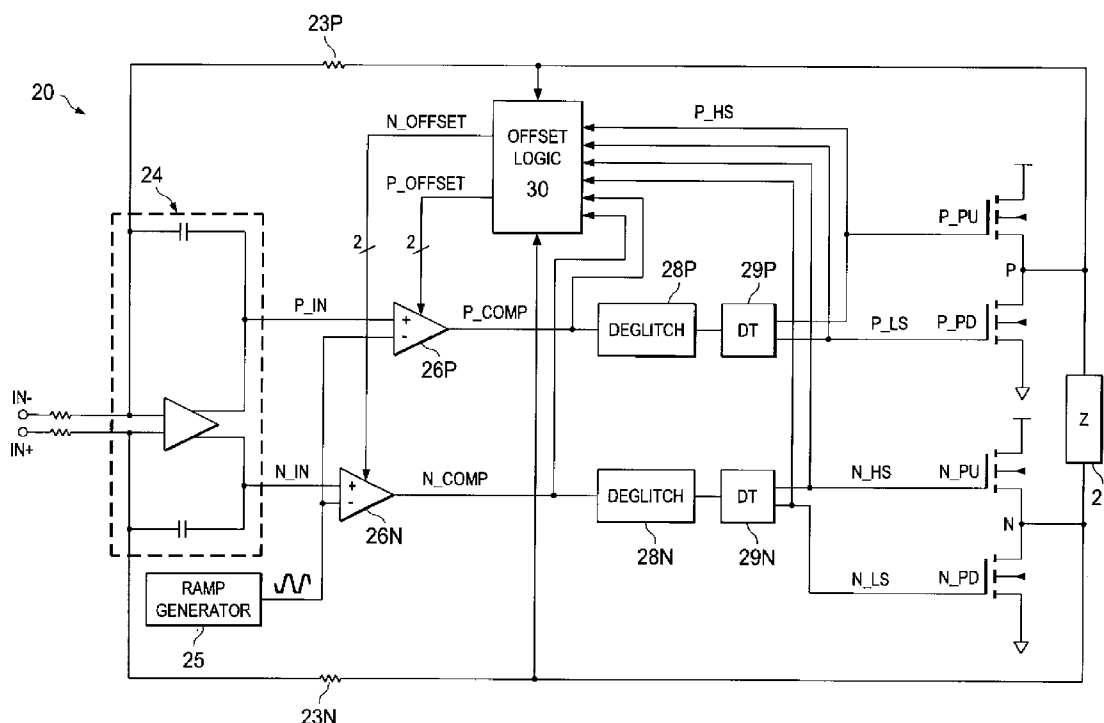 23P
20
N_OFFSET
OFFSET
LOGIC
30
P_HS
P_OFFSET
24
2
2
P_PU
28P
29P
P
P_IN
+
-
P_COMP
DEGLITCH
DT
P_LS
P_PD
26P
IN-
IN+
Z
2
N_IN
+
-
N_COMP
DEGLITCH
DT
N_HS
N_PU
26N
28N
29N
N
RAMP
GENERATOR
N_LS
N_PD
25
23N